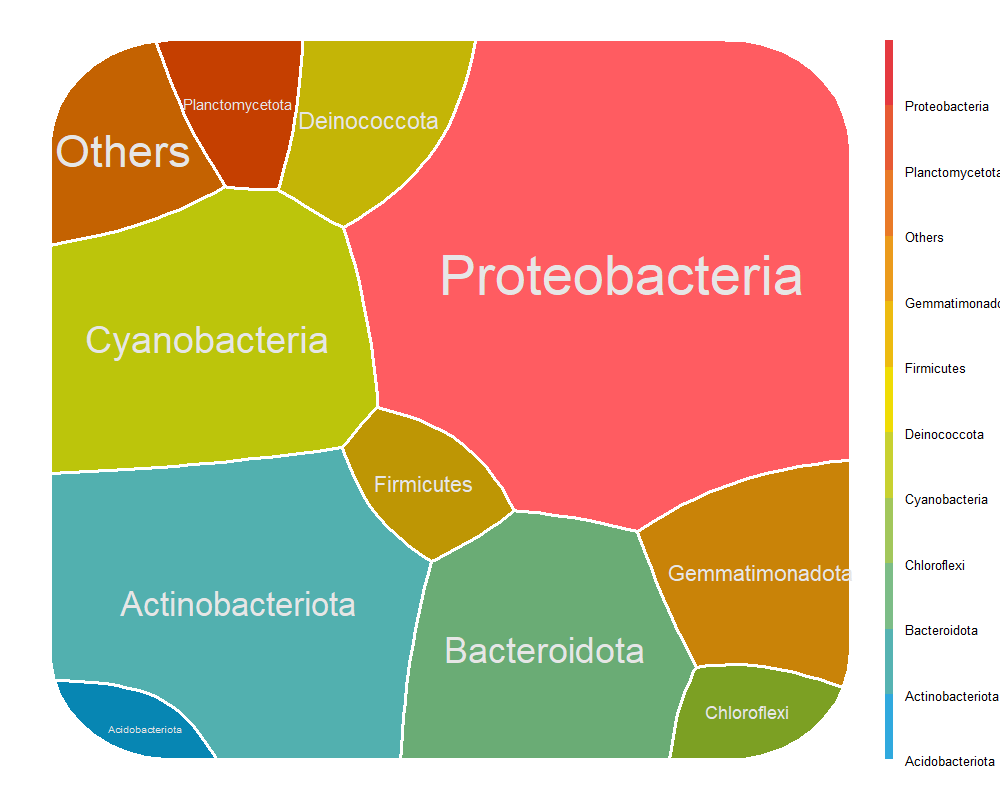 Planctomycetota
Deinococcota
Others
Proteobacteria
Cyanobacteria
Firmicutes
Gemmatimonadota
Actinobacteriota
Bacteroidota
Chloroflexi
Acidobacteriota
Proteobacteria
Planctomycetota
Others
Gemmatimonado
Firmicutes
Deinococcota
Cyanobacteria
Chloroflexi
Bacteroidota
Actinobacteriota
Acidobacteriota